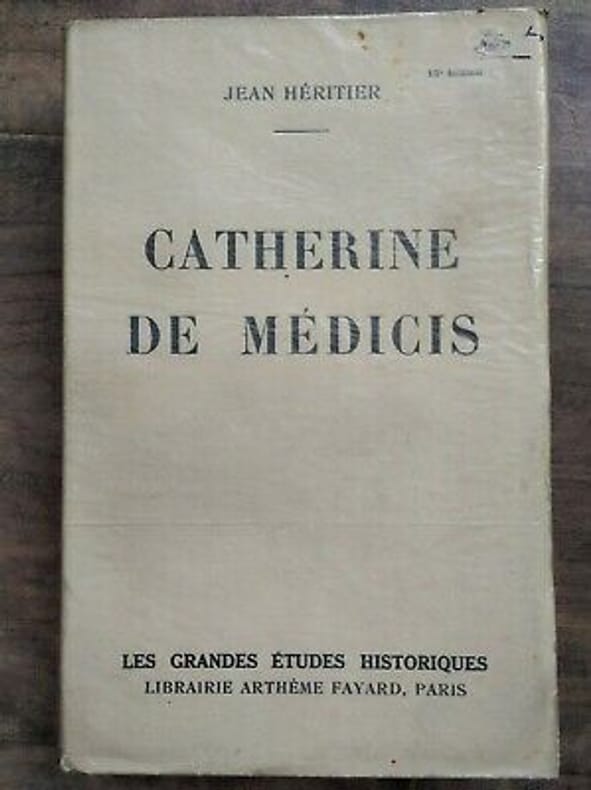 JEAN HÉRITIER
CATHERINE
DE MÉDICIS
LES GRANDES ÉTUDES HISTORIQUES
LIBRAIRIE ARTHÈME FAYARD, PARIS